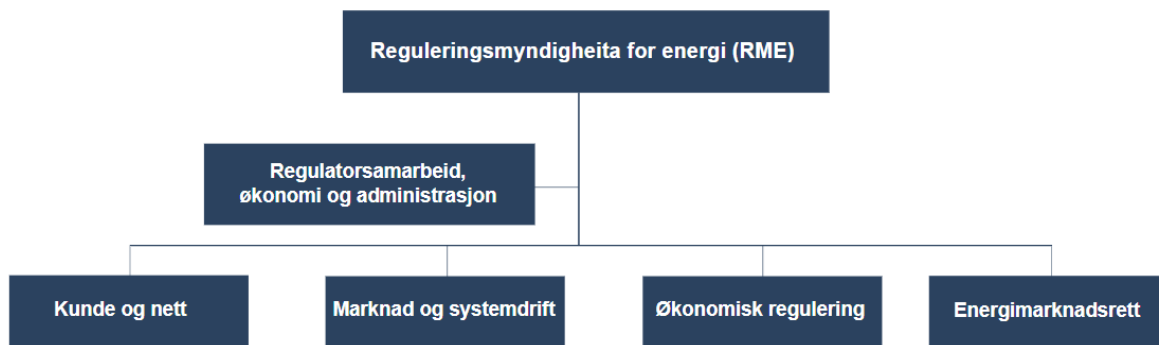 Reguleringsmyndigheita for energi (RME)
Regulatorsamarbeid,
økonomi og administrasjon
Kunde og nett
Marknad og systemdrift
Økonomisk regulering
Energimarknadsrett